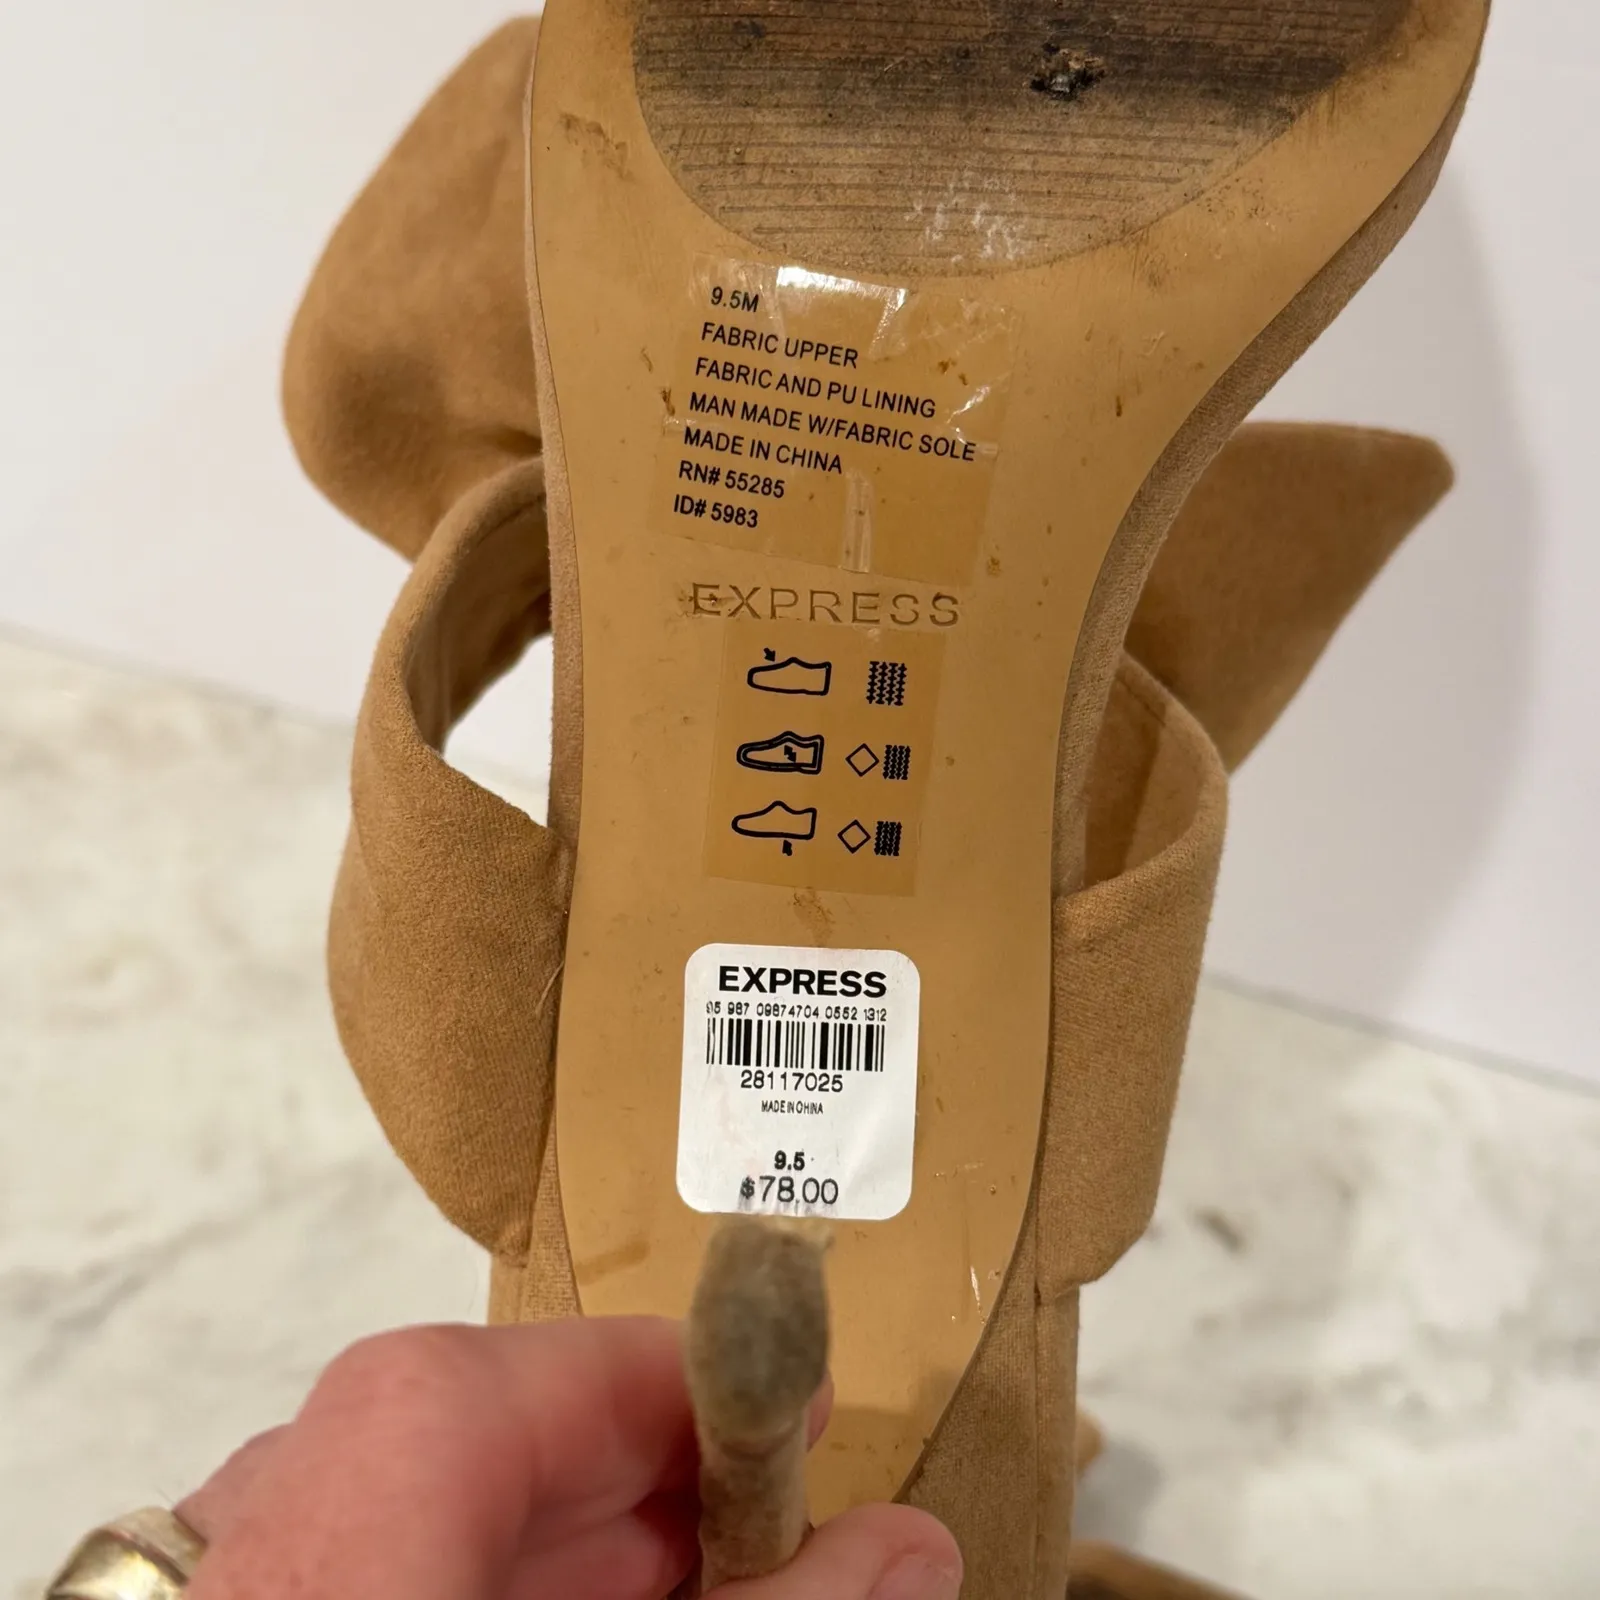 9.5M
FABRIC UPPER
FABRIC AND PU LINING
MAN MADE W/FABRIC SOLE
MADE IN CHINA
RN# 55285
ID# 5983
EXPRESS
EXPRESS
95 987 09874704 0552 1312
28117025
MADE IN CHINA
9.5
$78.00